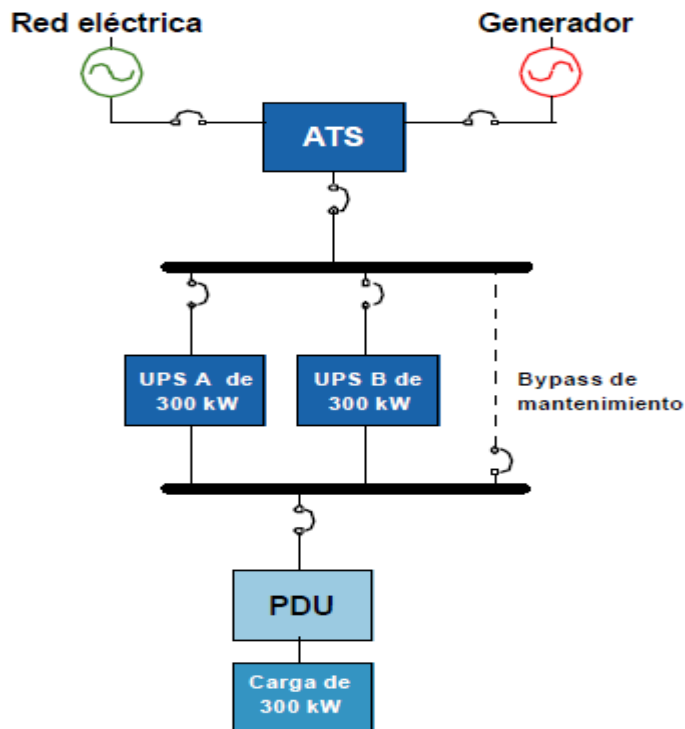 Red eléctrica
Generador
ATS
UPS A de
300 kW
UPS B de
300 kW
Bypass de
mantenimiento
PDU
Carga de
300 kW